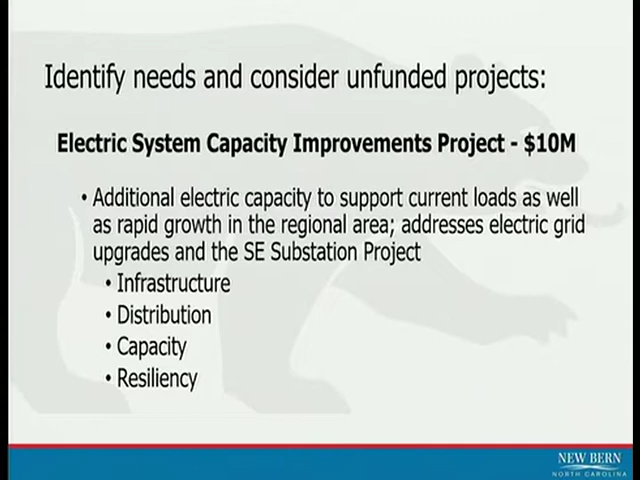 Identify needs and consider unfunded projects:
Electric System Capacity Improvements Project - $10M
• Additional electric capacity to support current loads as well
as rapid growth in the regional area; addresses electric grid
upgrades and the SE Substation Project
• Infrastructure
• Distribution
• Capacity
• Resiliency
NEW BERN
NORTH CAROLINA